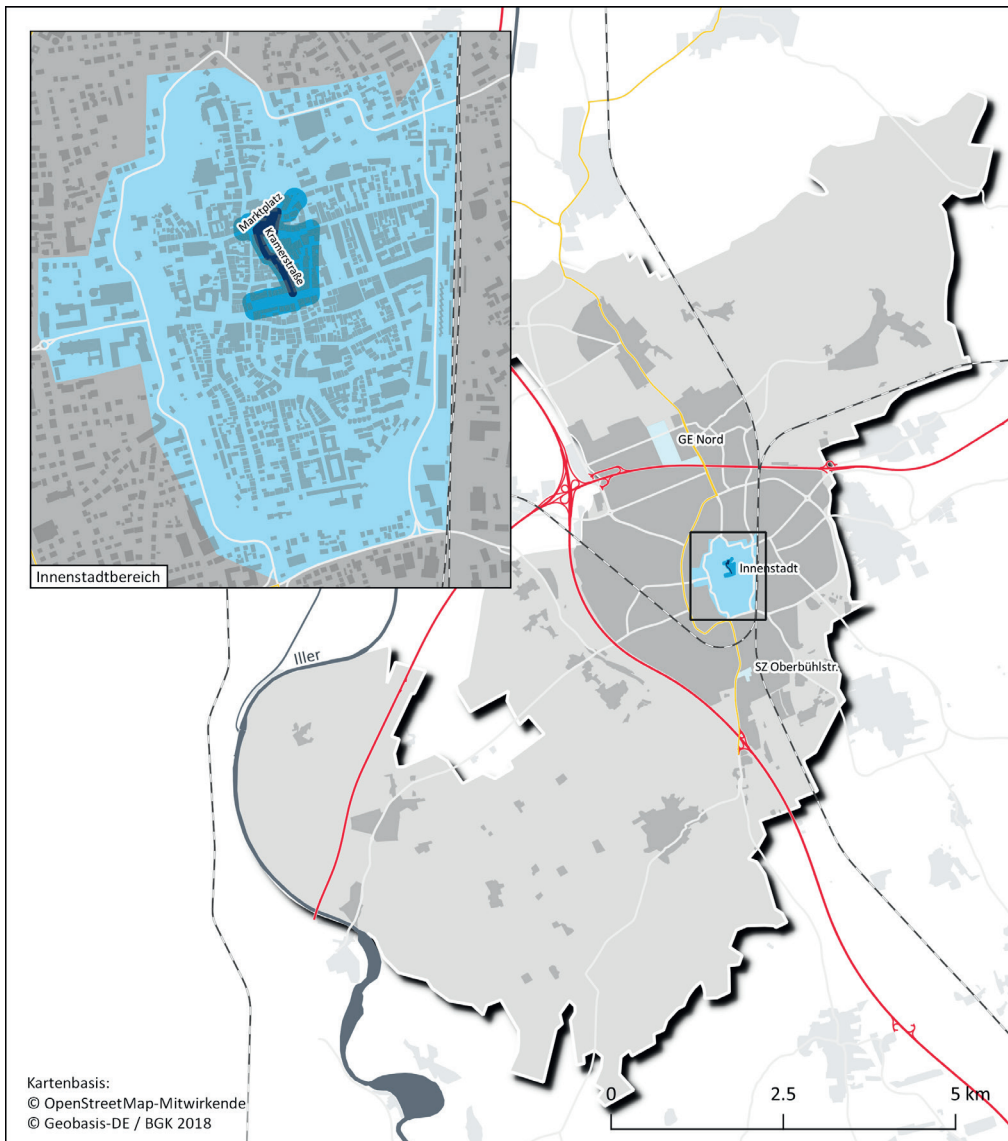 Marktplatz
Kramerstraße
Innenstadtbereich
GE Nord
Innenstadt
SZ Oberbühlstr.
Iller
Kartenbasis:
© OpenStreetMap-Mitwirkende
© Geobasis-DE / BGK 2018
0 2.5 5 km